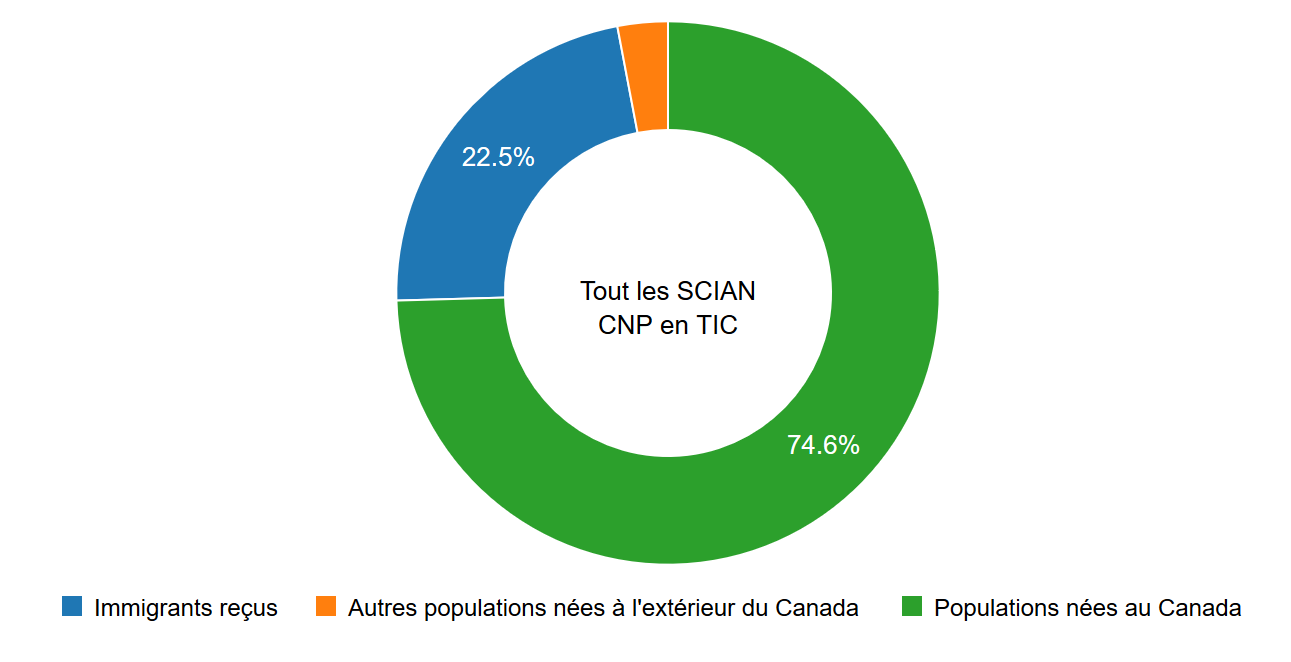 22.5%
Tout les SCIAN
CNP en TIC
74.6%
Immigrants reçus
Autres populations nées à l'extérieur du Canada
Populations nées au Canada